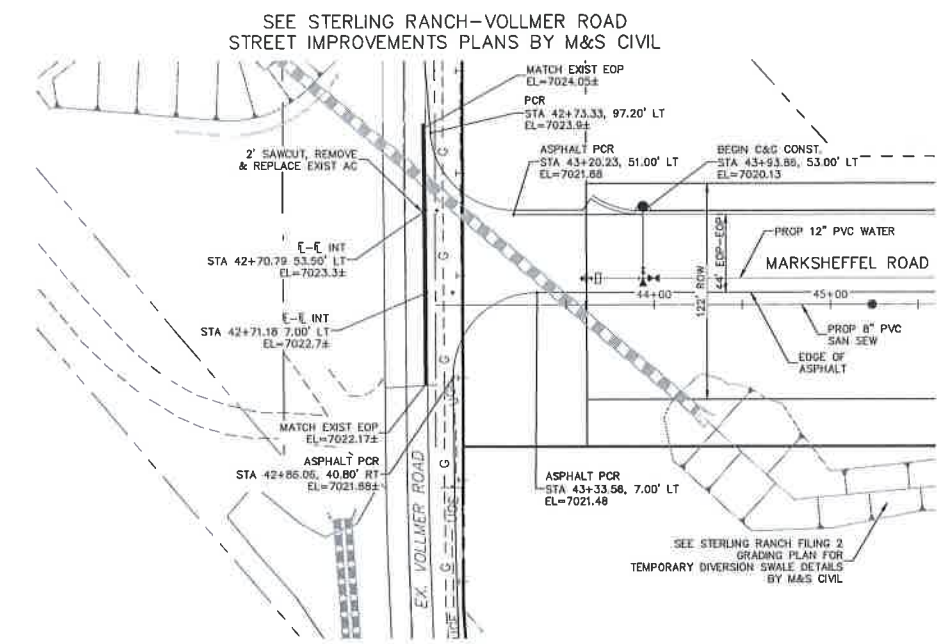 SEE STERLING RANCH-VOLLMER ROAD
STREET IMPROVEMENTS PLANS BY M&S CIVIL
MATCH EXIST EOP
EL=7024.05±
PCR
STA 42+73.33, 97.20' LT
EL=7023.9±
ASPHALT PCR
STA 43+20.23, 51.00' LT
EL=7021.88
BEGIN C&G CONST.
STA 43+93.86, 53.00' LT
EL=7020.13
2' SAWCUT, REMOVE
& REPLACE EXIST AC
℄-℄ INT
STA 42+70.79 53.50' LT
EL=7023.3±
℄-℄ INT
STA 42+71.18 7.00' LT
EL=7022.7±
PROP 12" PVC WATER
MARKSHEFFEL ROAD
44' EOP-EOP
122' ROW
44+00
45+00
PROP 8" PVC
SAN SEW
EDGE OF
ASPHALT
MATCH EXIST EOP
EL=7022.17±
ASPHALT PCR
STA 42+86.06, 40.80' RT
EL=7021.88±
ASPHALT PCR
STA 43+33.58, 7.00' LT
EL=7021.48
EX. VOLLMER ROAD
G
G
G
G
G
G
UGE
UGE
UGE
SEE STERLING RANCH FILING 2
GRADING PLAN FOR
TEMPORARY DIVERSION SWALE DETAILS
BY M&S CIVIL